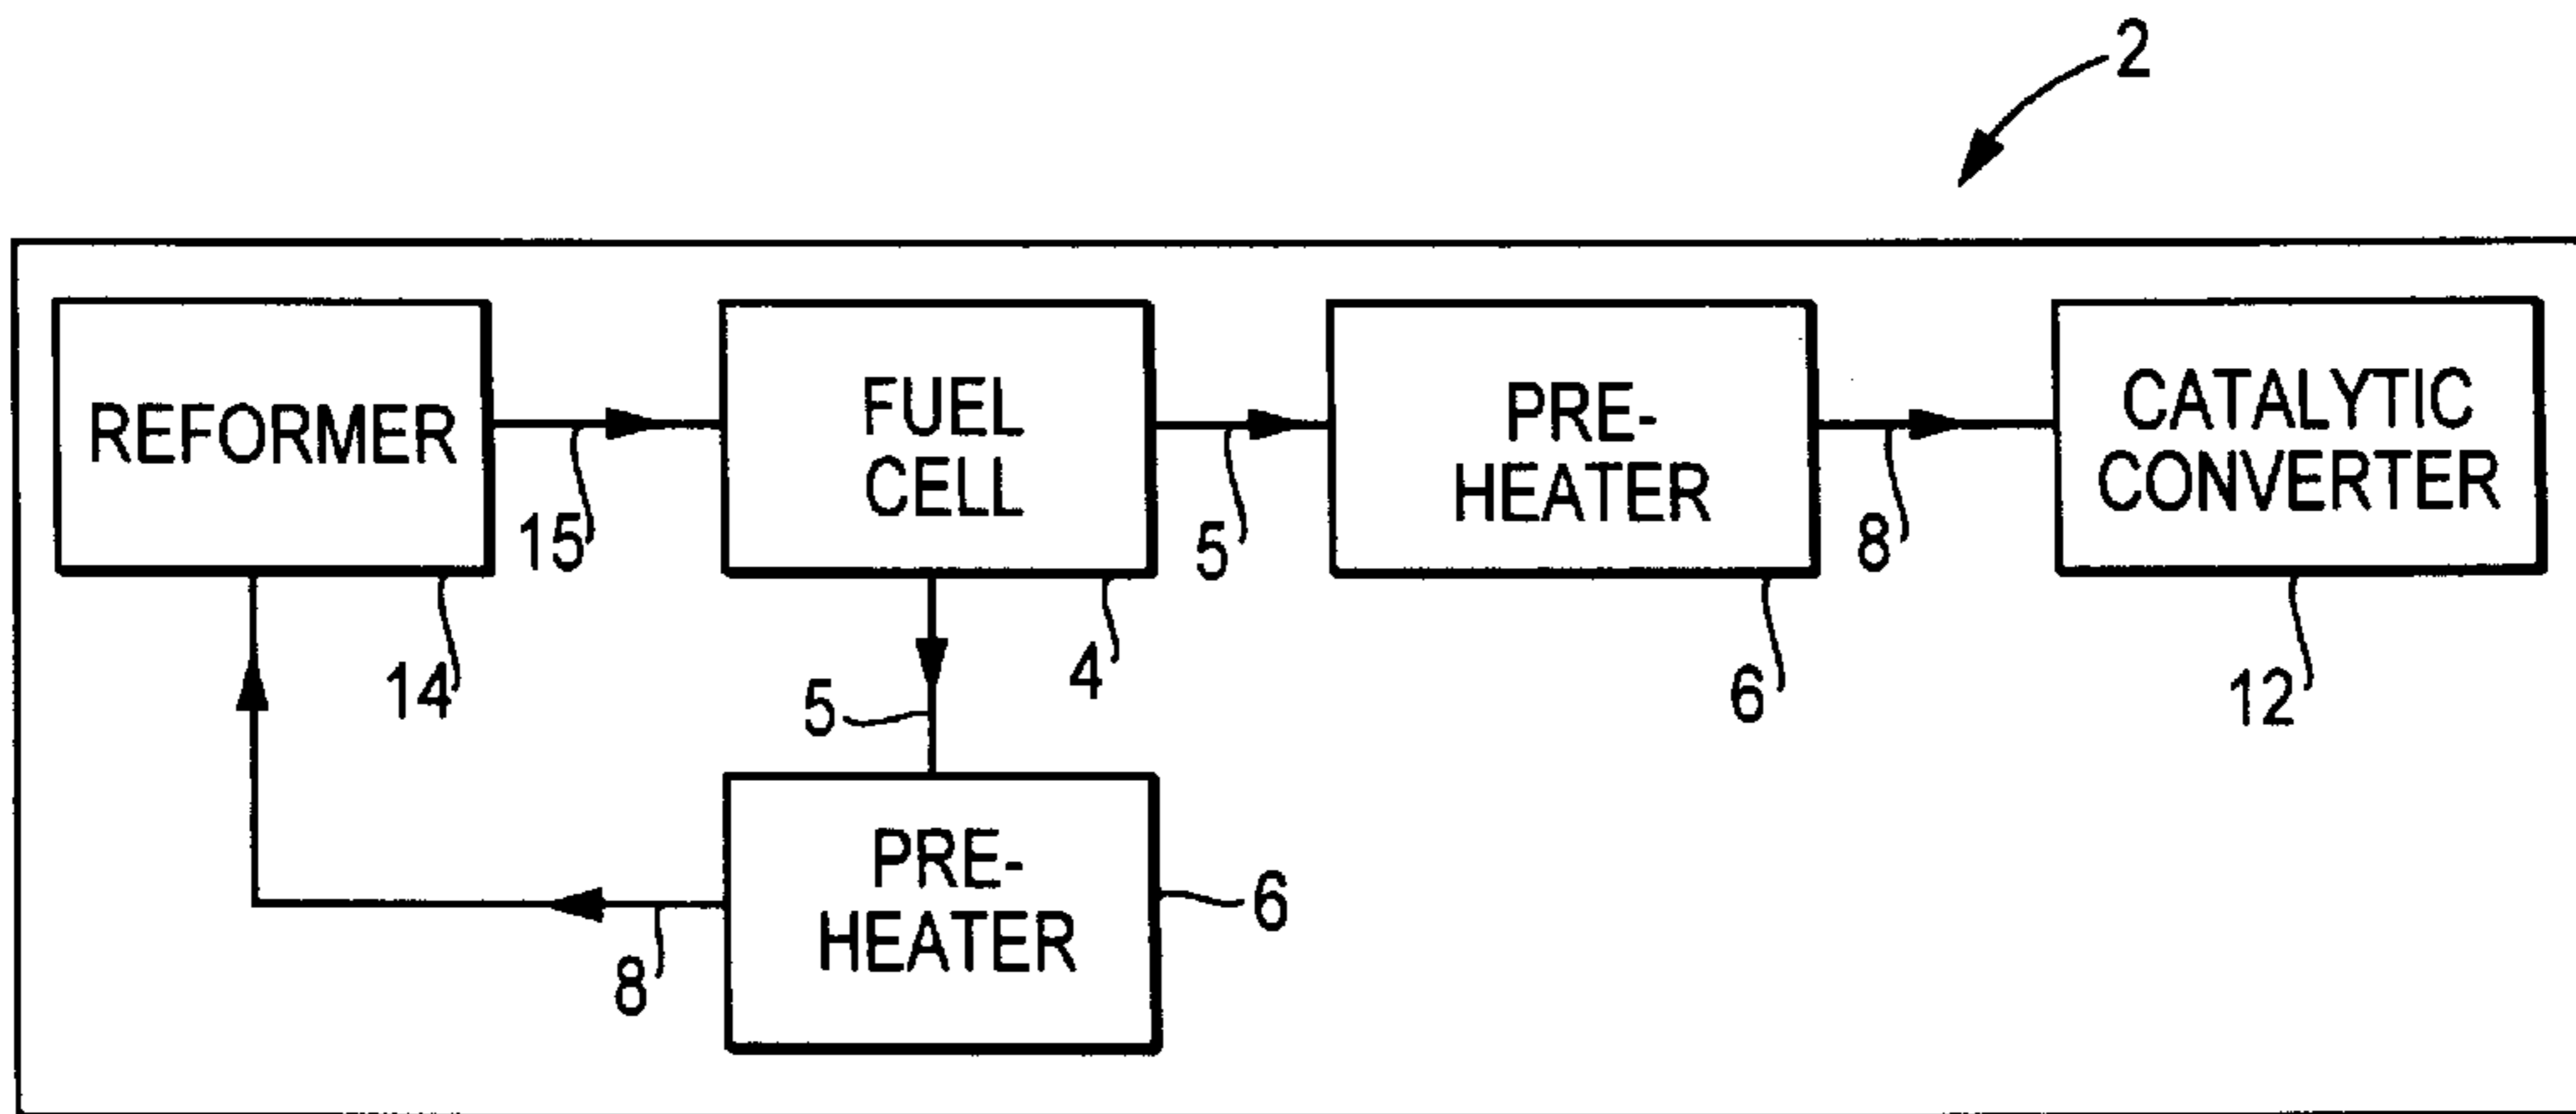 2
REFORMER
FUEL
CELL
PRE-
HEATER
CATALYTIC
CONVERTER
15
5
8
14
4
6
12
5
PRE-
HEATER
6
8